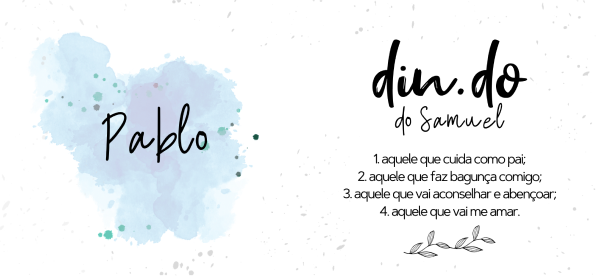 Pablo
din.do
do Samuel
1. aquele que cuida como pai;
2. aquele que faz bagunça comigo;
3. aquele que vai aconselhar e abençoar;
4. aquele que vai me amar.